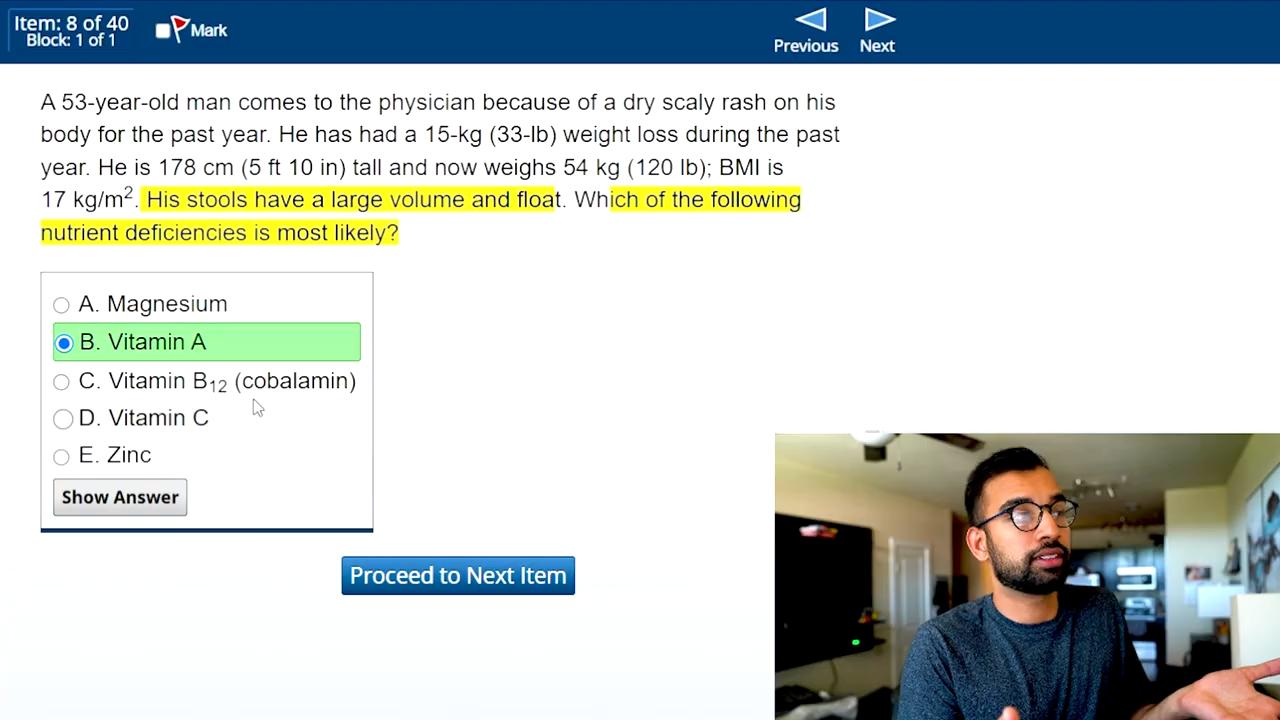 Item: 8 of 40
Block: 1 of 1
Mark
Previous
Next
A 53-year-old man comes to the physician because of a dry scaly rash on his
body for the past year. He has had a 15-kg (33-lb) weight loss during the past
year. He is 178 cm (5 ft 10 in) tall and now weighs 54 kg (120 lb); BMI is
17 kg/m². His stools have a large volume and float. Which of the following
nutrient deficiencies is most likely?
A. Magnesium
B. Vitamin A
C. Vitamin B₁₂ (cobalamin)
D. Vitamin C
E. Zinc
Show Answer
Proceed to Next Item